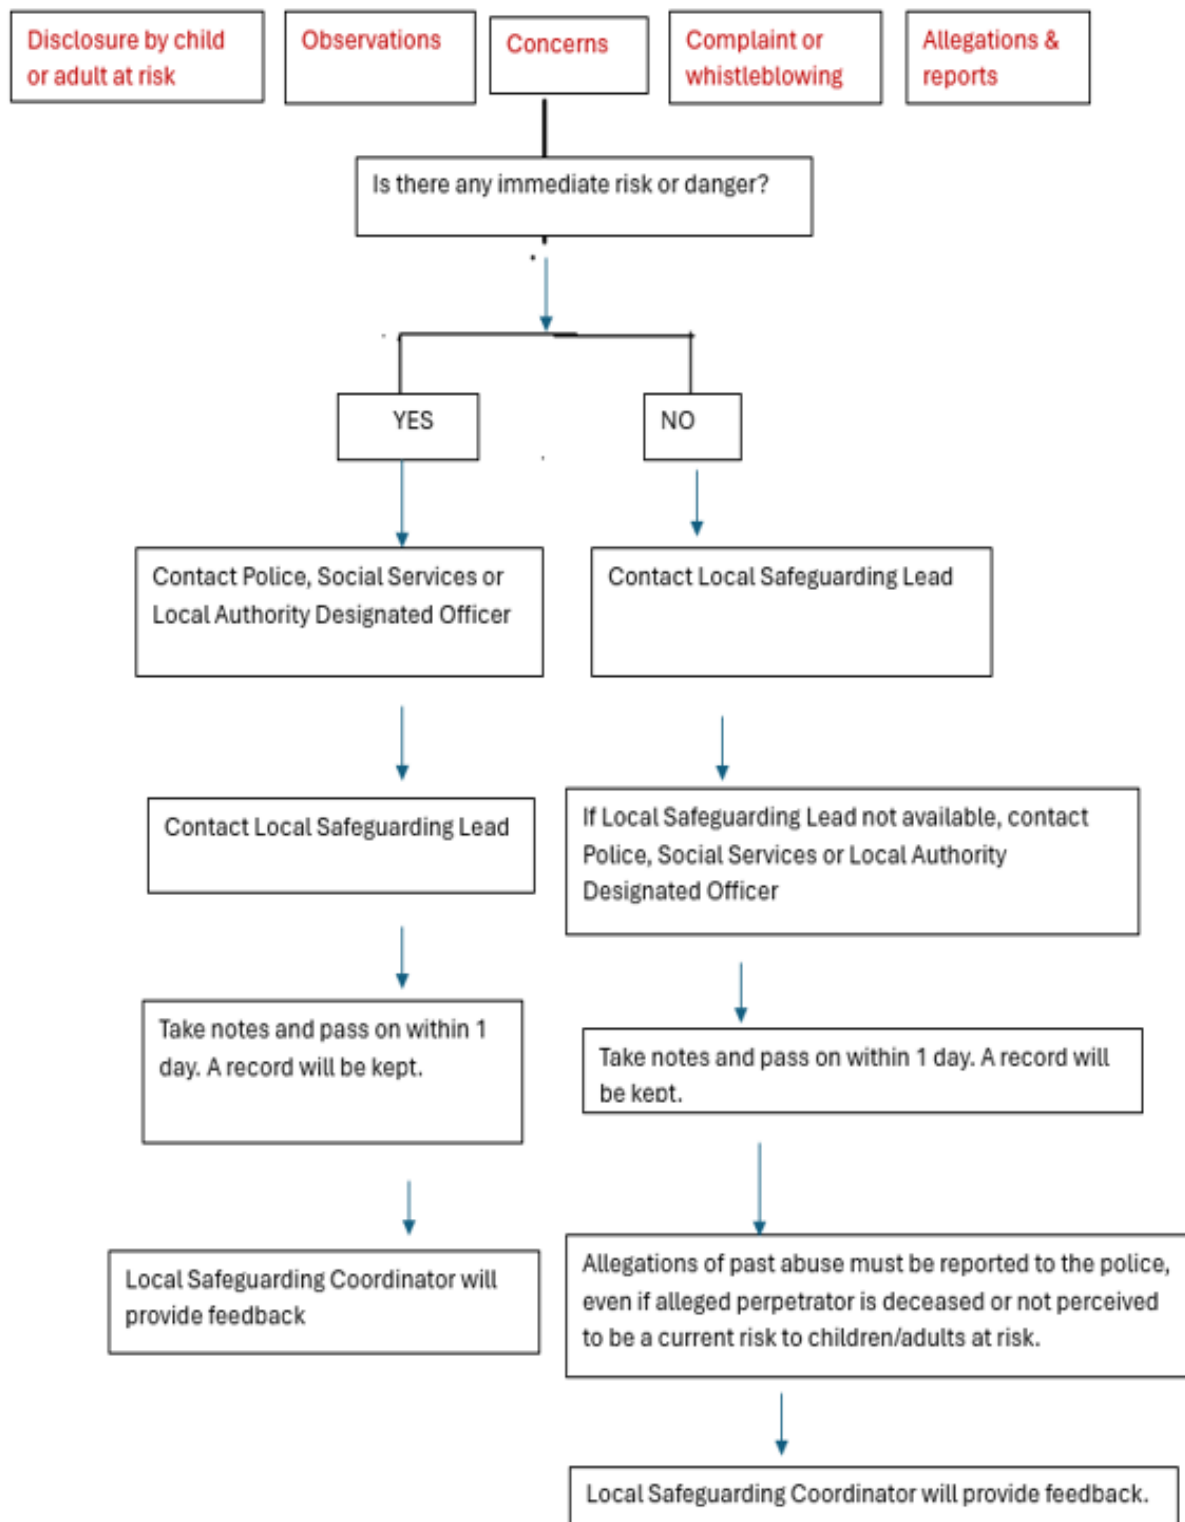 Disclosure by child
or adult at risk
Observations
Concerns
Complaint or
whistleblowing
Allegations &
reports
Is there any immediate risk or danger?
YES
NO
Contact Police, Social Services or
Local Authority Designated Officer
Contact Local Safeguarding Lead
Contact Local Safeguarding Lead
If Local Safeguarding Lead not available, contact
Police, Social Services or Local Authority
Designated Officer
Take notes and pass on within 1
day. A record will be kept.
Take notes and pass on within 1 day. A record will
be kept.
Local Safeguarding Coordinator will
provide feedback
Allegations of past abuse must be reported to the police,
even if alleged perpetrator is deceased or not perceived
to be a current risk to children/adults at risk.
Local Safeguarding Coordinator will provide feedback.